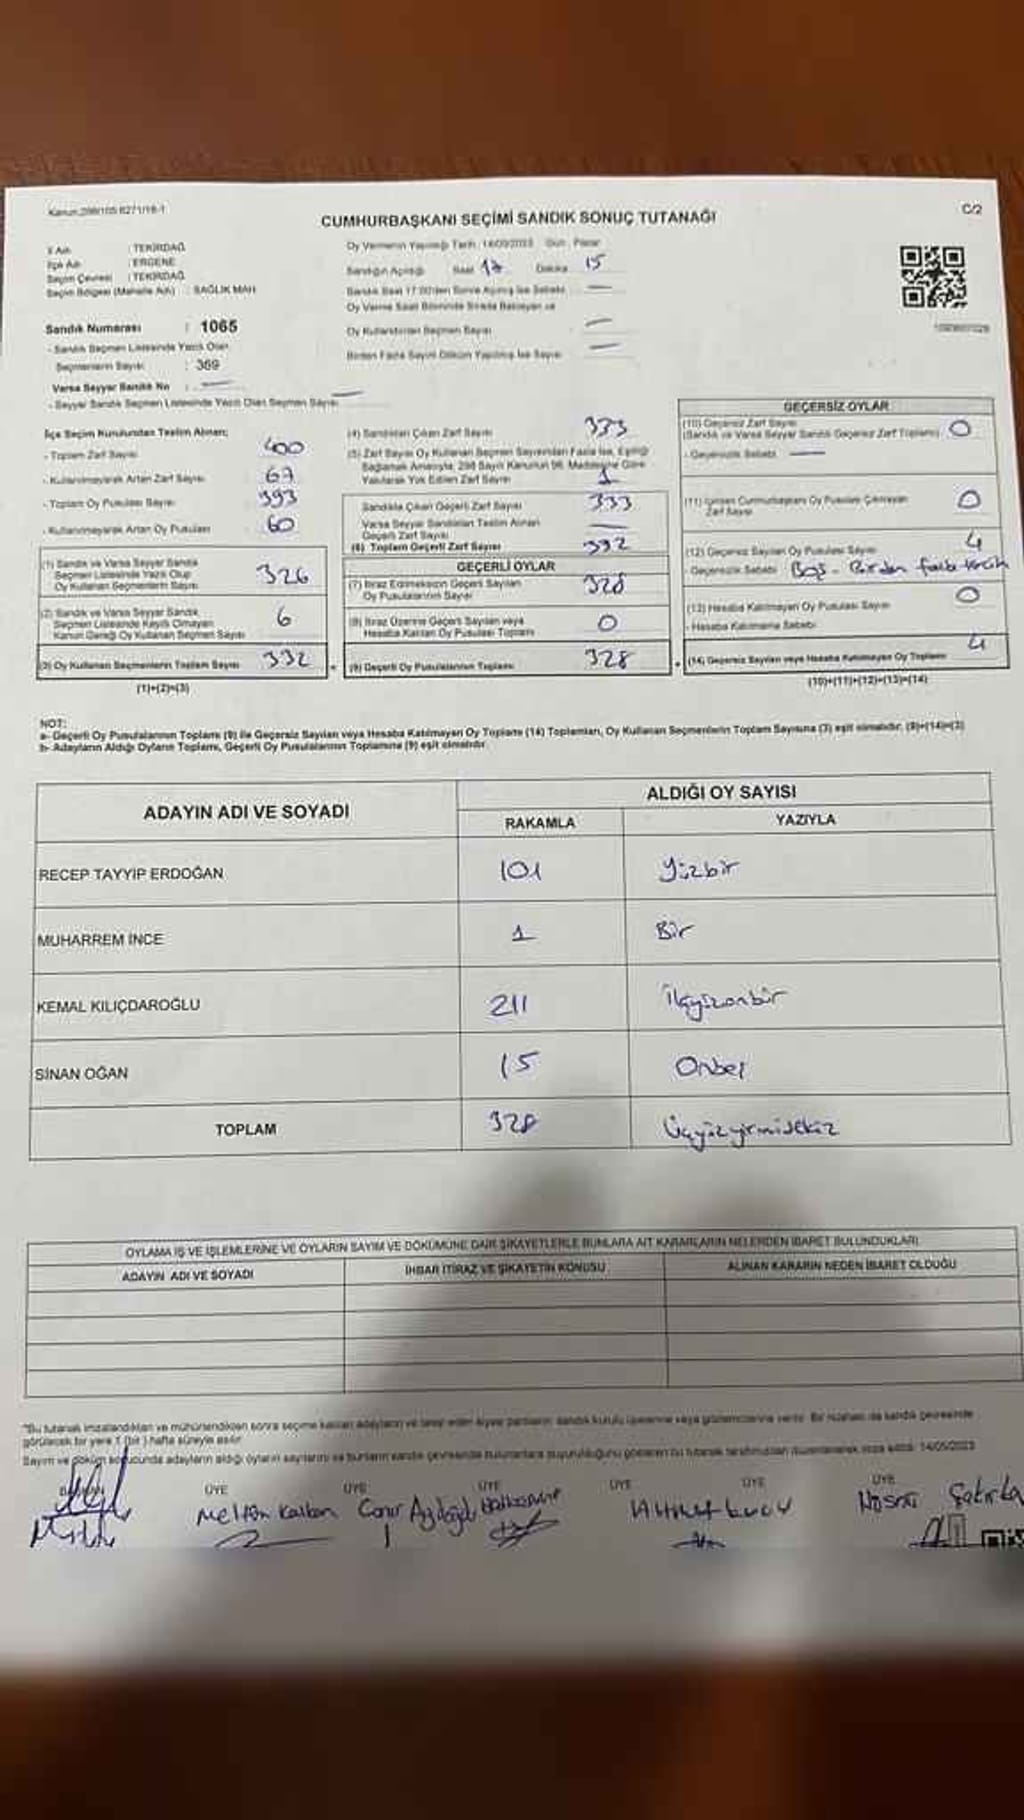 Kanun:298/105-6271/16-1
C/2
CUMHURBAŞKANI SEÇİMİ SANDIK SONUÇ TUTANAĞI
İl Adı : TEKİRDAĞ
İlçe Adı : ERGENE
Seçim Çevresi : TEKİRDAĞ
Seçim Bölgesi (Mahalle Adı) : SAĞLIK MAH
Sandık Numarası : 1065
- Sandık Seçmen Listesinde Yazılı Olan
Seçmenlerin Sayısı : 369
Varsa Seyyar Sandık No : —
- Seyyar Sandık Seçmen Listesinde Yazılı Olan Seçmen Sayısı : —
Oy Vermenin Yapıldığı Tarih : 14/05/2023 Gün : Pazar
Sandığın Açıldığı Saat 17 Dakika 15
Sandık Saat 17:00'den Sonra Açılmış İse Sebebi : —
Oy Verme Saati Bitiminde Sırada Bekleyen ve
Oy Kullandırılan Seçmen Sayısı : —
Birden Fazla Sayım Döküm Yapılmış İse Sayısı : —
İlçe Seçim Kurulundan Teslim Alınan;
- Toplam Zarf Sayısı : 400
- Kullanılmayarak Artan Zarf Sayısı : 67
- Toplam Oy Pusulası Sayısı : 393
- Kullanılmayarak Artan Oy Pusulası : 60
(1) Sandık ve Varsa Seyyar Sandık
Seçmen Listesinde Yazılı Olup
Oy Kullanan Seçmenlerin Sayısı 326
(2) Sandık ve Varsa Seyyar Sandık
Seçmen Listesinde Kayıtlı Olmayan
Kanun Gereği Oy Kullanan Seçmen Sayısı 6
(3) Oy Kullanan Seçmenlerin Toplam Sayısı 332
(1)+(2)=(3)
(4) Sandıktan Çıkan Zarf Sayısı 333
(5) Zarf Sayısı Oy Kullanan Seçmen Sayısından Fazla İse, Eşitliği
Sağlamak Amacıyla, 298 Sayılı Kanunun 98. Maddesine Göre
Yakılarak Yok Edilen Zarf Sayısı 1
Sandıkta Çıkan Geçerli Zarf Sayısı 333
Varsa Seyyar Sandıktan Teslim Alınan
Geçerli Zarf Sayısı —
(6) Toplam Geçerli Zarf Sayısı 332
GEÇERLİ OYLAR
(7) İtiraz Edilmeksizin Geçerli Sayılan
Oy Pusulalarının Sayısı 328
(8) İtiraz Üzerine Geçerli Sayılan veya
Hesaba Katılan Oy Pusulası Toplamı 0
(9) Geçerli Oy Pusulalarının Toplamı 328
GEÇERSİZ OYLAR
(10) Geçersiz Zarf Sayısı
(Sandık ve Varsa Seyyar Sandık Geçersiz Zarf Toplamı) 0
- Geçersizlik Sebebi : —
(11) İçinden Cumhurbaşkanı Oy Pusulası Çıkmayan
Zarf Sayısı 0
(12) Geçersiz Sayılan Oy Pusulası Sayısı 4
- Geçersizlik Sebebi : Boş - Birden fazla tercih
(13) Hesaba Katılmayan Oy Pusulası Sayısı 0
- Hesaba Katılmama Sebebi :
(14) Geçersiz Sayılan veya Hesaba Katılmayan Oy Toplamı 4
(10)+(11)+(12)+(13)=(14)
NOT:
a- Geçerli Oy Pusulalarının Toplamı (9) ile Geçersiz Sayılan veya Hesaba Katılmayan Oy Toplamı (14) Toplamları, Oy Kullanan Seçmenlerin Toplam Sayısına (3) eşit olmalıdır. (9)+(14)=(3)
b- Adayların Aldığı Oyların Toplamı, Geçerli Oy Pusulalarının Toplamına (9) eşit olmalıdır.
ADAYIN ADI VE SOYADI
ALDIĞI OY SAYISI
RAKAMLA YAZIYLA
RECEP TAYYİP ERDOĞAN 101 Yüzbir
MUHARREM İNCE 1 Bir
KEMAL KILIÇDAROĞLU 211 İkiyüzonbir
SİNAN OĞAN 15 Onbeş
TOPLAM 328 Üçyüzyirmisekiz
OYLAMA İŞ VE İŞLEMLERİNE VE OYLARIN SAYIM VE DÖKÜMÜNE DAİR ŞİKAYETLERLE BUNLARA AİT KARARLARIN NELERDEN İBARET BULUNDUKLARI
ADAYIN ADI VE SOYADI
İHBAR İTİRAZ VE ŞİKAYETİN KONUSU
ALINAN KARARIN NEDEN İBARET OLDUĞU
"Bu tutanak imzalandıktan ve mühürlendikten sonra seçime katılan adayların ve siyasi partilerin sandık kurulu üyelerine veya gözlemcilerine verilir. Bir nüshası da sandık çevresinde
görülecek bir yere 1 (bir) hafta süreyle asılır.
Sayım ve döküm sonucunda adayların aldığı oyların sayılarını ve bunların sandık çevresinde bulunanlara duyurulduğunu gösteren bu tutanak tarafımızdan düzenlenerek imza edildi. 14/05/2023
BAŞKAN ÜYE ÜYE ÜYE ÜYE ÜYE ÜYE
Meltem Kalkan